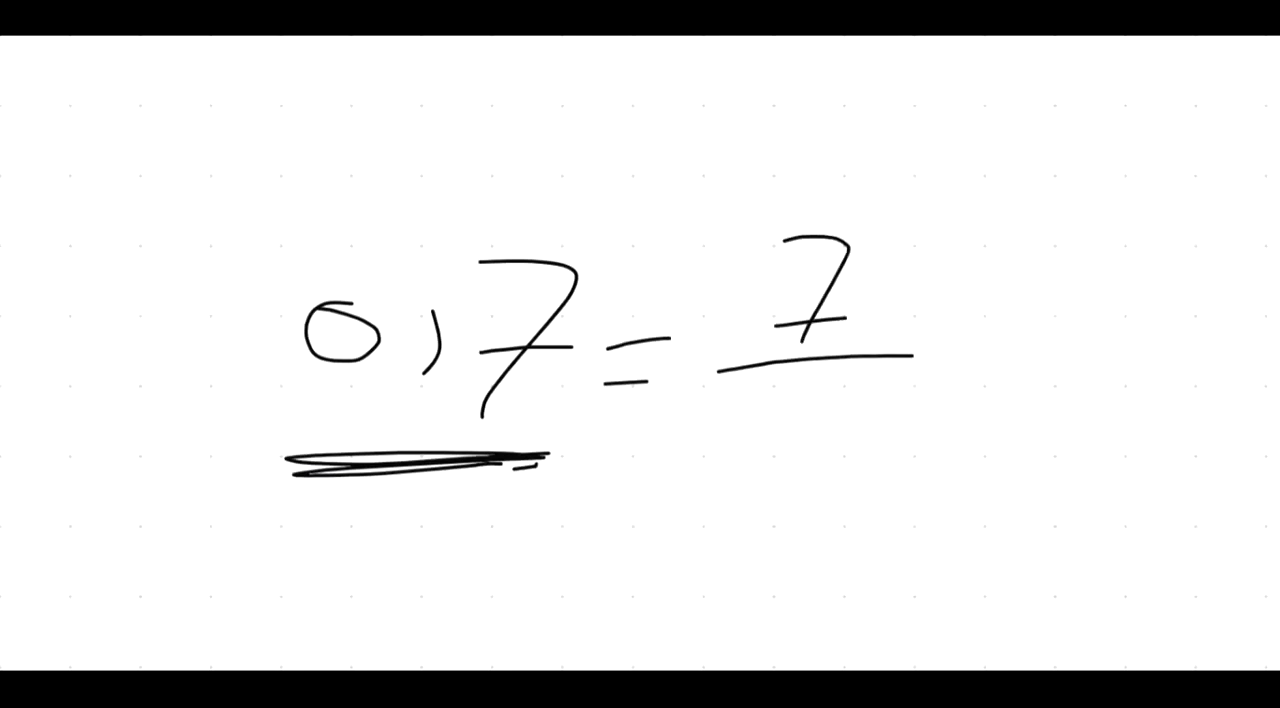 0,7 = 7/